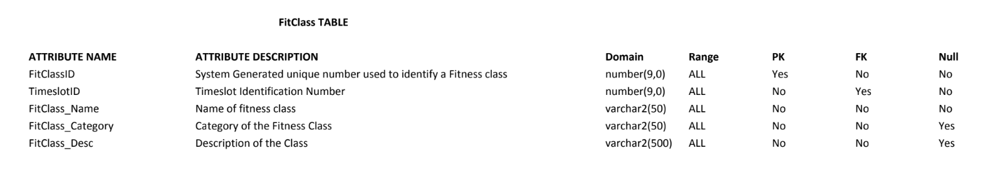 FitClass TABLE
ATTRIBUTE NAME ATTRIBUTE DESCRIPTION Domain Range PK FK Null
FitClassID System Generated unique number used to identify a Fitness class number(9,0) ALL Yes No No
TimeslotID Timeslot Identification Number number(9,0) ALL No Yes No
FitClass_Name Name of fitness class varchar2(50) ALL No No No
FitClass_Category Category of the Fitness Class varchar2(50) ALL No No Yes
FitClass_Desc Description of the Class varchar2(500) ALL No No Yes